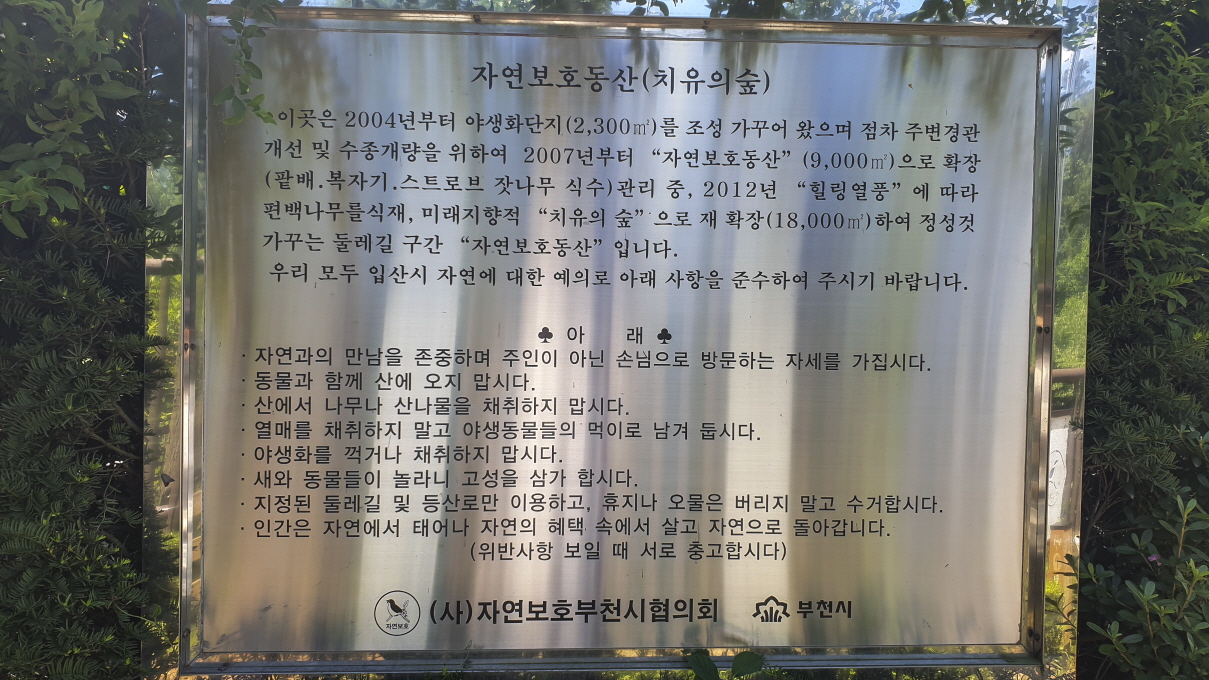 자연보호동산(치유의숲)
이곳은 2004년부터 야생화단지(2,300㎡)를 조성 가꾸어 왔으며 점차 주변경관
개선 및 수종개량을 위하여 2007년부터 “자연보호동산” (9,000㎡)으로 확장
(팥배.복자기.스트로브 잣나무 식수)관리 중, 2012년 “힐링열풍” 에 따라
편백나무를식재, 미래지향적 “치유의 숲” 으로 재 확장(18,000㎡)하여 정성껏
가꾸는 둘레길 구간 “자연보호동산” 입니다.
우리 모두 입산시 자연에 대한 예의로 아래 사항을 준수하여 주시기 바랍니다.
♣ 아 래 ♣
· 자연과의 만남을 존중하며 주인이 아닌 손님으로 방문하는 자세를 가집시다.
· 동물과 함께 산에 오지 맙시다.
· 산에서 나무나 산나물을 채취하지 맙시다.
· 열매를 채취하지 말고 야생동물들의 먹이로 남겨 둡시다.
· 야생화를 꺽거나 채취하지 맙시다.
· 새와 동물들이 놀라니 고성을 삼가 합시다.
· 지정된 둘레길 및 등산로만 이용하고, 휴지나 오물은 버리지 말고 수거합시다.
· 인간은 자연에서 태어나 자연의 혜택 속에서 살고 자연으로 돌아갑니다.
(위반사항 보일 때 서로 충고합시다)
자연보호
(사)자연보호부천시협의회 부천시